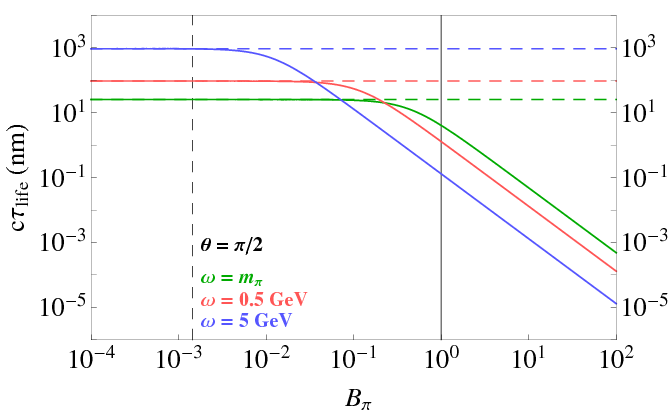 10³ 10³
cτ_life (nm)
10¹ 10¹
10⁻¹ 10⁻¹
10⁻³ 10⁻³
10⁻⁵ 10⁻⁵
θ = π/2
ω = m_π
ω = 0.5 GeV
ω = 5 GeV
10⁻⁴ 10⁻³ 10⁻² 10⁻¹ 10⁰ 10¹ 10²
B_π